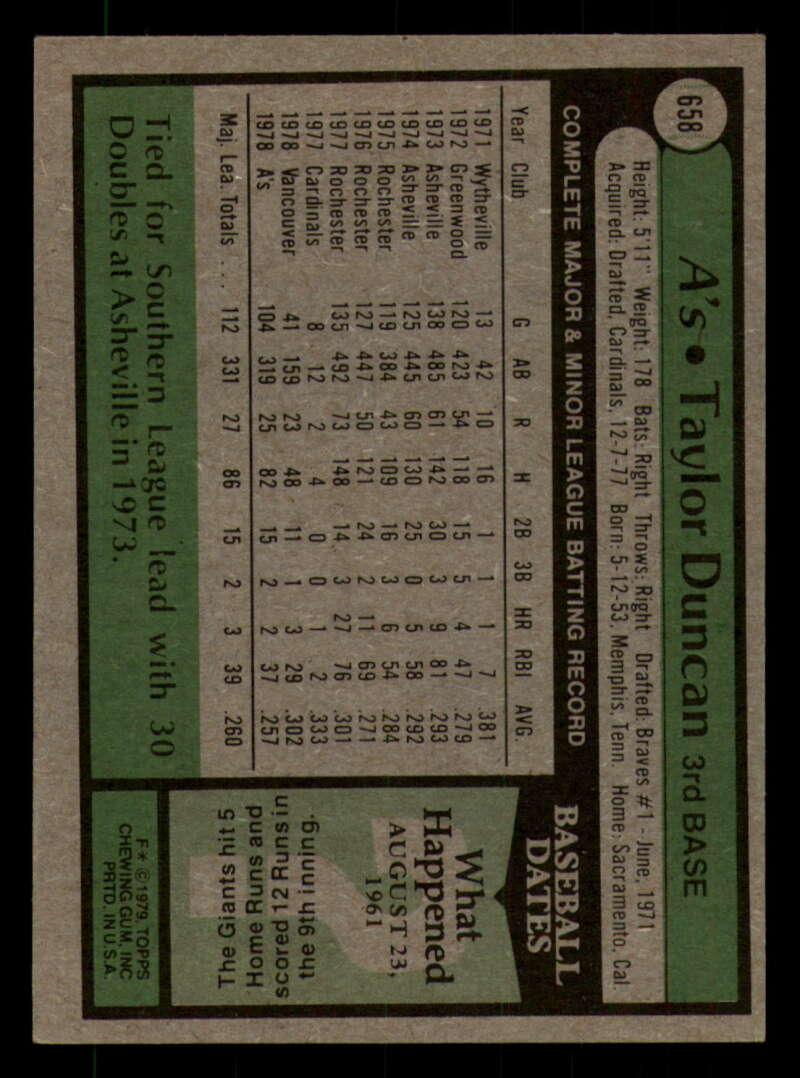 658
A's • Taylor Duncan 3rd BASE
Height: 5'11" Weight: 178 Bats: Right Throws: Right Drafted: Braves #1 - June, 1971
Acquired: Drafted, Cardinals, 12-7-77 Born: 5-12-53, Memphis, Tenn. Home: Sacramento, Cal
COMPLETE MAJOR & MINOR LEAGUE BATTING RECORD
Year Club G AB R H 2B 3B HR RBI AVG.
1971 Wytheville 13 42 10 16 1 1 1 7 .381
1972 Greenwood 120 423 54 118 15 5 4 47 .279
1973 Asheville 138 485 91 142 30 3 9 81 .293
1974 Asheville 125 445 60 130 25 0 5 58 .292
1975 Rochester 119 384 43 109 16 3 6 54 .284
1976 Rochester 127 447 50 121 24 2 11 69 .271
1977 Rochester 135 492 73 148 14 3 27 76 .301
1977 Cardinals 8 12 2 4 0 0 1 2 .333
1978 Vancouver 41 159 23 48 11 1 3 29 .302
1978 A's 104 319 25 82 15 2 2 37 .257
Maj. Lea. Totals . . . 112 331 27 86 15 2 3 39 .260
Tied for Southern League lead with 30
Doubles at Asheville in 1973.
BASEBALL
DATES
What
Happened
AUGUST 23,
1961
The Giants hit 5
Home Runs and
scored 12 Runs in
the 9th inning.
F* © 1979, TOPPS
CHEWING GUM, INC
PRTD. IN U.S.A.